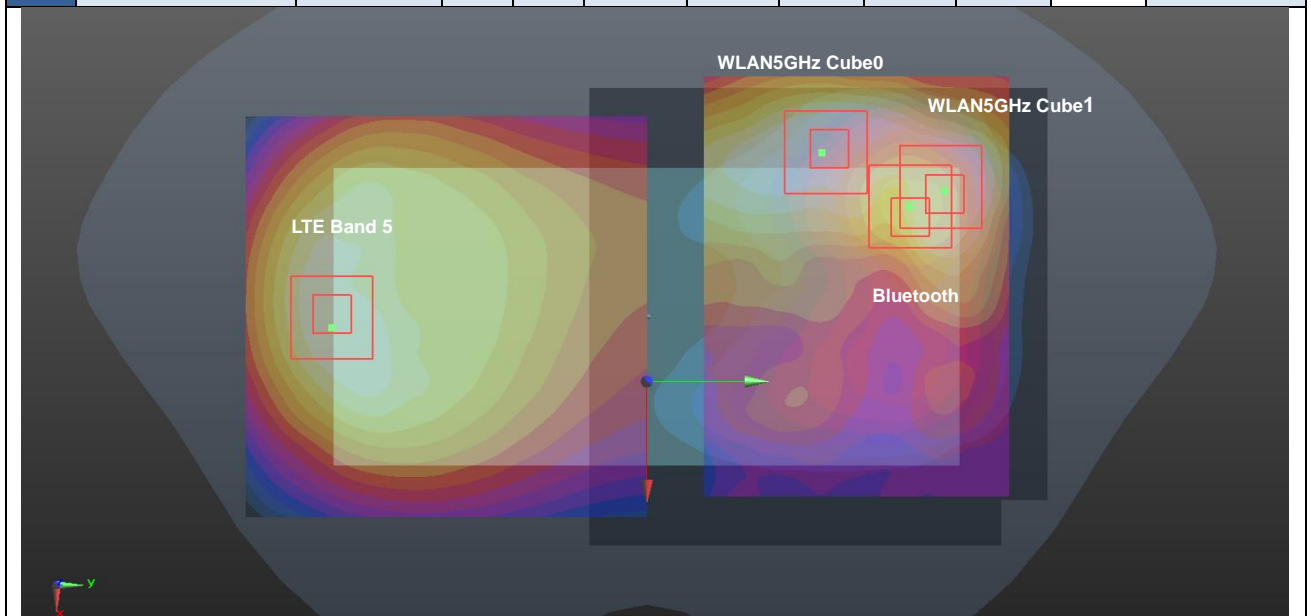 WLAN5GHz Cube0
WLAN5GHz Cube1
LTE Band 5
Bluetooth
y
x